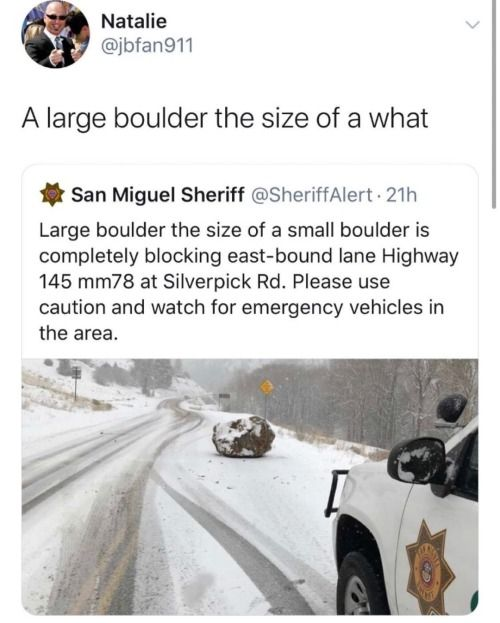 Natalie
@jbfan911
A large boulder the size of a what
San Miguel Sheriff @SheriffAlert · 21h
Large boulder the size of a small boulder is
completely blocking east-bound lane Highway
145 mm78 at Silverpick Rd. Please use
caution and watch for emergency vehicles in
the area.